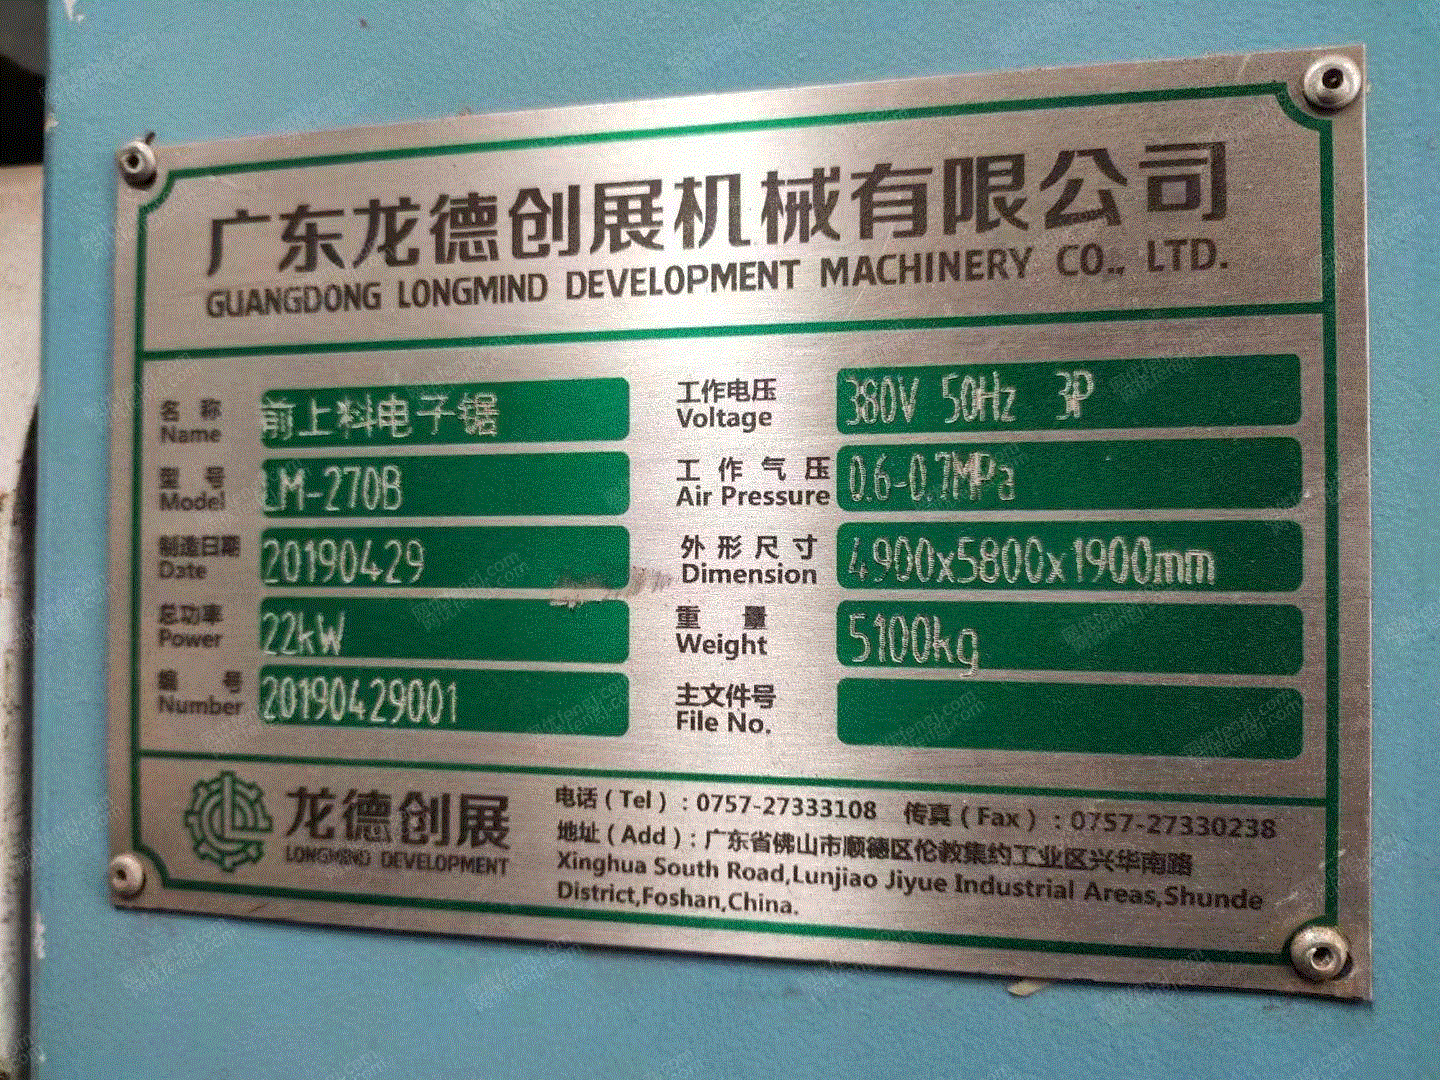 广东龙德创展机械有限公司
GUANGDONG LONGMIND DEVELOPMENT MACHINERY CO., LTD.
名称 前上料电子锯
Name
型号 LM-270B
Model
制造日期 20190429
Date
总功率 22kW
Power
编号 20190429001
Number
工作电压 380V 50Hz 3P
Voltage
工作气压 0.6-0.7MPa
Air Pressure
外形尺寸 4900x5800x1900mm
Dimension
重量 5100kg
Weight
主文件号
File No.
龙德创展
LONGMIND DEVELOPMENT
电话(Tel):0757-27333108 传真(Fax):0757-27330238
地址(Add):广东省佛山市顺德区伦教集约工业区兴华南路
Xinghua South Road,Lunjiao Jiyue Industrial Areas,Shunde
District,Foshan,China.